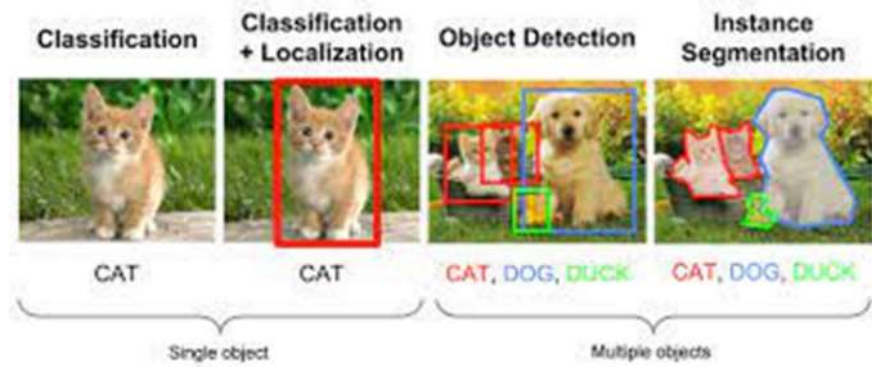 Classification
Classification
+ Localization
Object Detection
Instance
Segmentation
CAT
CAT
CAT, DOG, DUCK
CAT, DOG, DUCK
Single object
Multiple objects